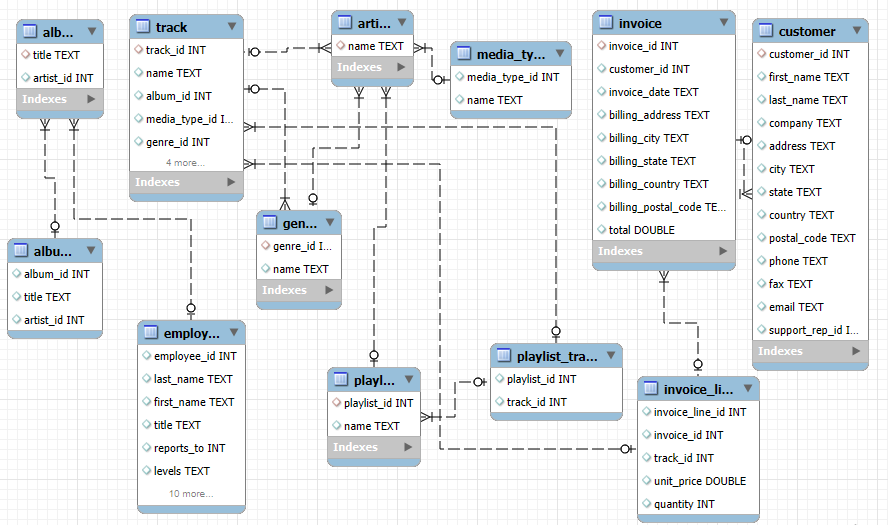 alb...
title TEXT
artist_id INT
Indexes
track
track_id INT
name TEXT
album_id INT
media_type_id I...
genre_id INT
4 more...
Indexes
arti...
name TEXT
Indexes
media_ty...
media_type_id INT
name TEXT
invoice
invoice_id INT
customer_id INT
invoice_date TEXT
billing_address TEXT
billing_city TEXT
billing_state TEXT
billing_country TEXT
billing_postal_code TE...
total DOUBLE
Indexes
customer
customer_id INT
first_name TEXT
last_name TEXT
company TEXT
address TEXT
city TEXT
state TEXT
country TEXT
postal_code TEXT
phone TEXT
fax TEXT
email TEXT
support_rep_id I...
Indexes
albu...
album_id INT
title TEXT
artist_id INT
gen...
genre_id I...
name TEXT
Indexes
employ...
employee_id INT
last_name TEXT
first_name TEXT
title TEXT
reports_to INT
levels TEXT
10 more...
playl...
playlist_id INT
name TEXT
Indexes
playlist_tra...
playlist_id INT
track_id INT
invoice_li...
invoice_line_id INT
invoice_id INT
track_id INT
unit_price DOUBLE
quantity INT